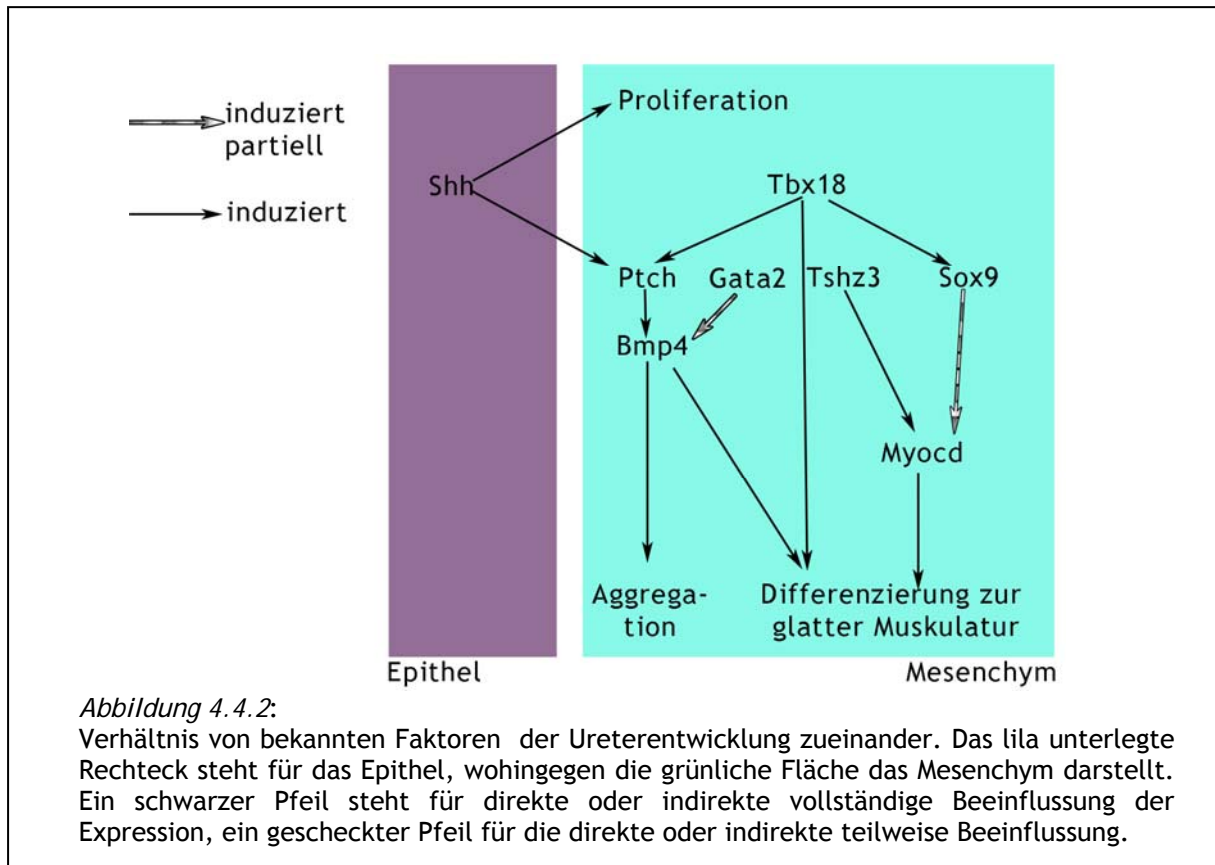 induziert
partiell
induziert
Shh
Proliferation
Tbx18
Ptch
Gata2
Tshz3
Sox9
Bmp4
Myocd
Aggrega-
tion
Differenzierung zur
glatter Muskulatur
Epithel
Mesenchym
Abbildung 4.4.2:
Verhältnis von bekannten Faktoren der Ureterentwicklung zueinander. Das lila unterlegte
Rechteck steht für das Epithel, wohingegen die grünliche Fläche das Mesenchym darstellt.
Ein schwarzer Pfeil steht für direkte oder indirekte vollständige Beeinflussung der
Expression, ein gescheckter Pfeil für die direkte oder indirekte teilweise Beeinflussung.